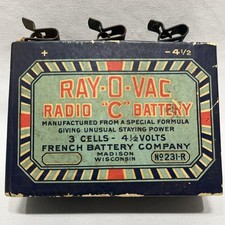 + -4½
RAY-O-VAC
RADIO "C" BATTERY
MANUFACTURED FROM A SPECIAL FORMULA
GIVING UNUSUAL STAYING POWER
3 CELLS - 4½ VOLTS
FRENCH BATTERY COMPANY
MADISON
WISCONSIN
Nº 231-R